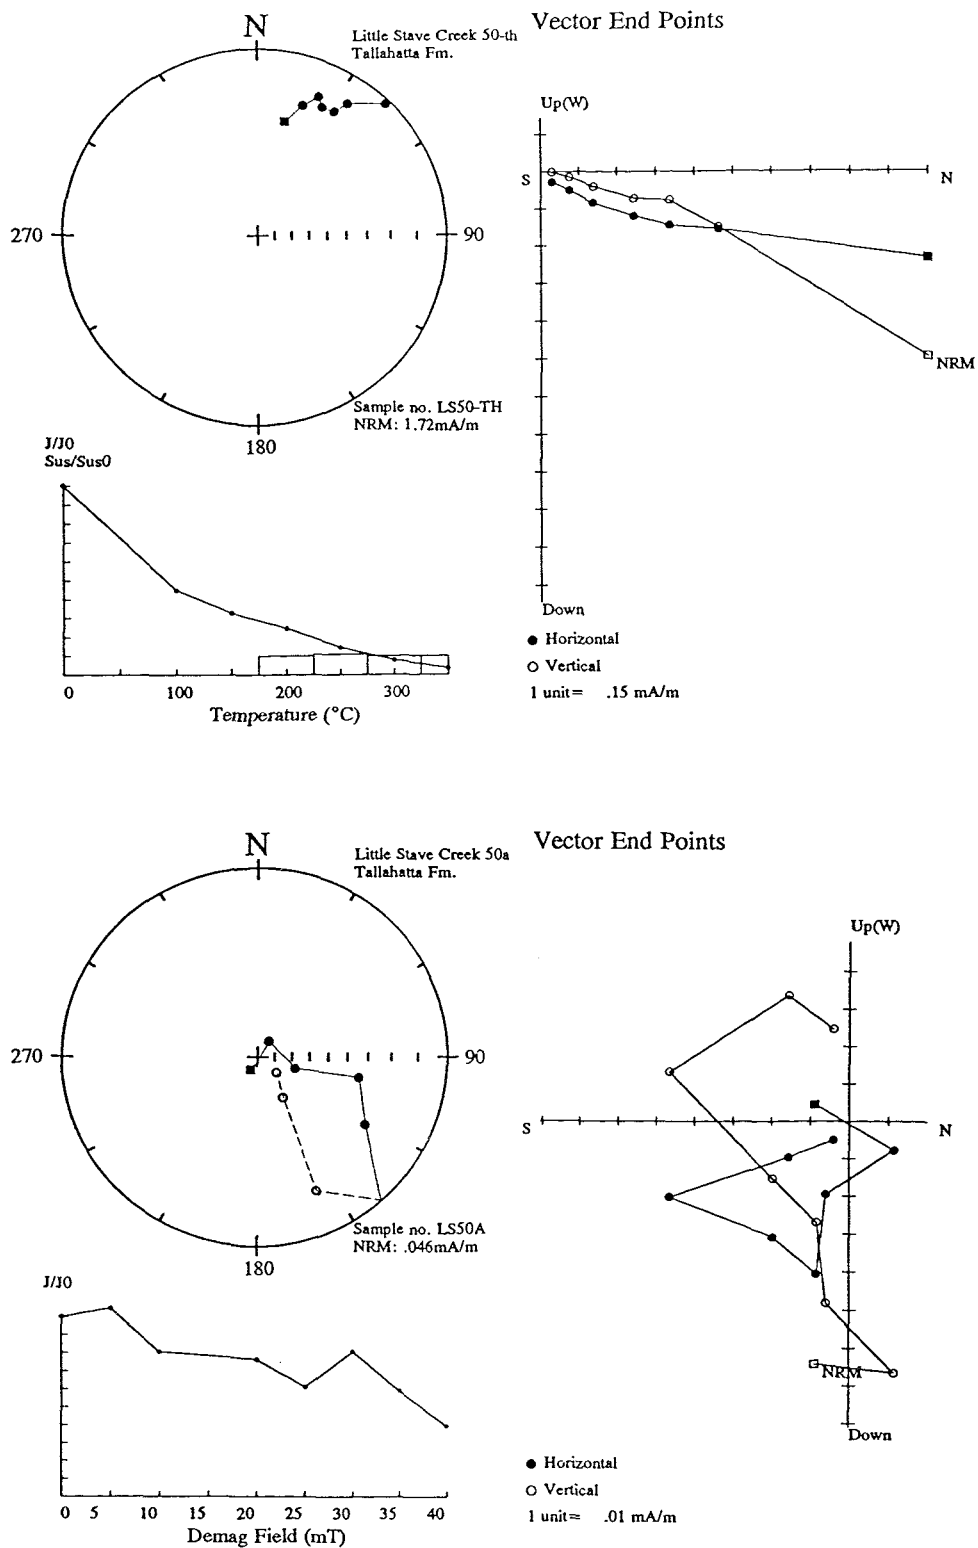 N
Little Stave Creek 50-th
Tallahatta Fm.
Vector End Points
270
90
180
Sample no. LS50-TH
NRM: 1.72mA/m
Up(W)
S
N
NRM
Down
● Horizontal
○ Vertical
1 unit= .15 mA/m
J/J0
Sus/Sus0
0 100 200 300
Temperature (°C)
N
Little Stave Creek 50a
Tallahatta Fm.
Vector End Points
270
90
180
Sample no. LS50A
NRM: .046mA/m
Up(W)
S
N
NRM
Down
● Horizontal
○ Vertical
1 unit= .01 mA/m
J/J0
0 5 10 15 20 25 30 35 40
Demag Field (mT)